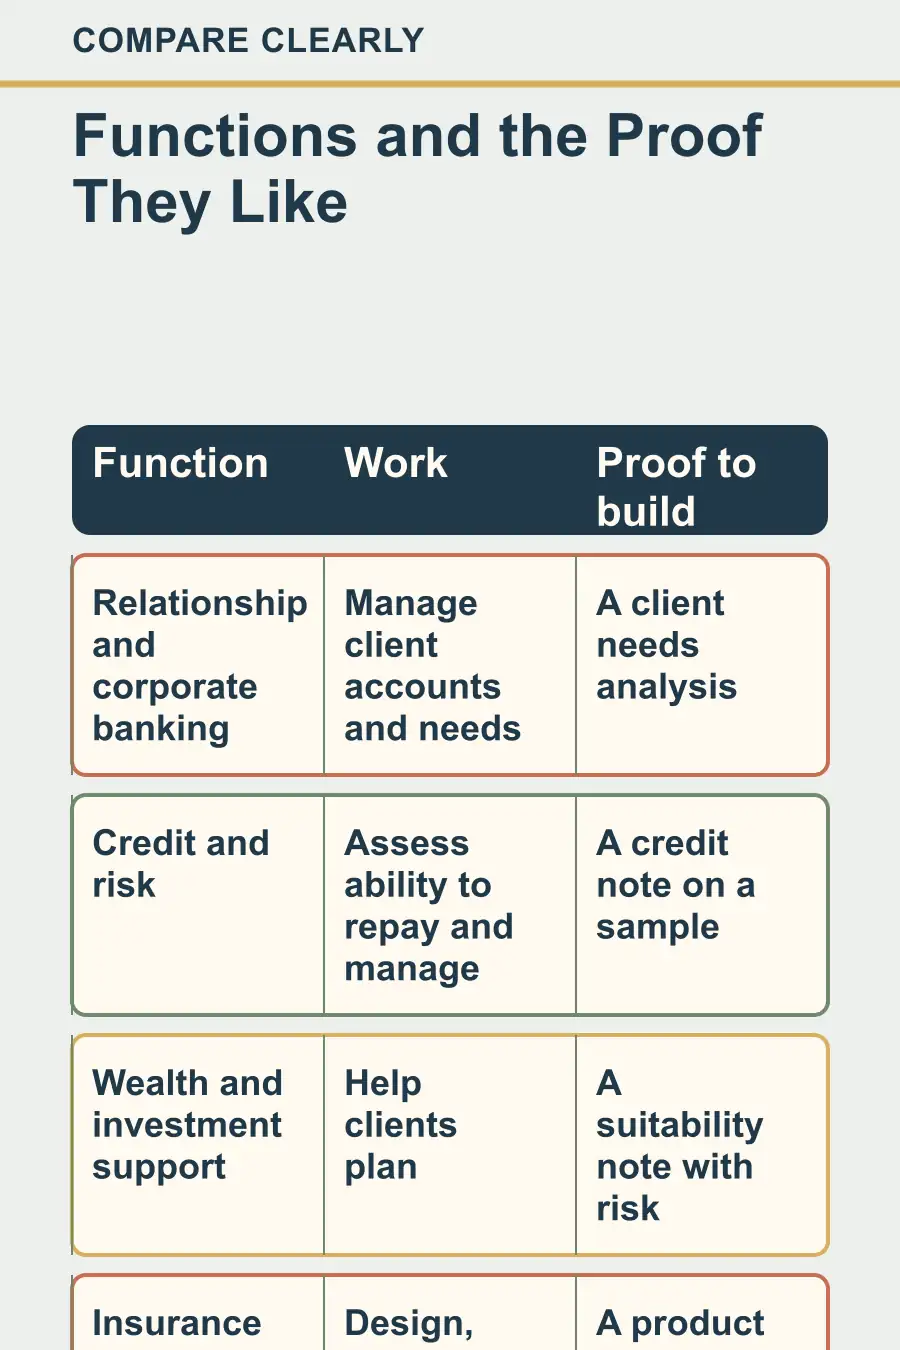 COMPARE CLEARLY
Functions and the Proof
They Like
Function
Work
Proof to
build
Relationship
and
corporate
banking
Manage
client
accounts
and needs
A client
needs
analysis
Credit and
risk
Assess
ability to
repay and
manage
A credit
note on a
sample
Wealth and
investment
support
Help
clients
plan
A
suitability
note with
risk
Insurance
Design,
A product